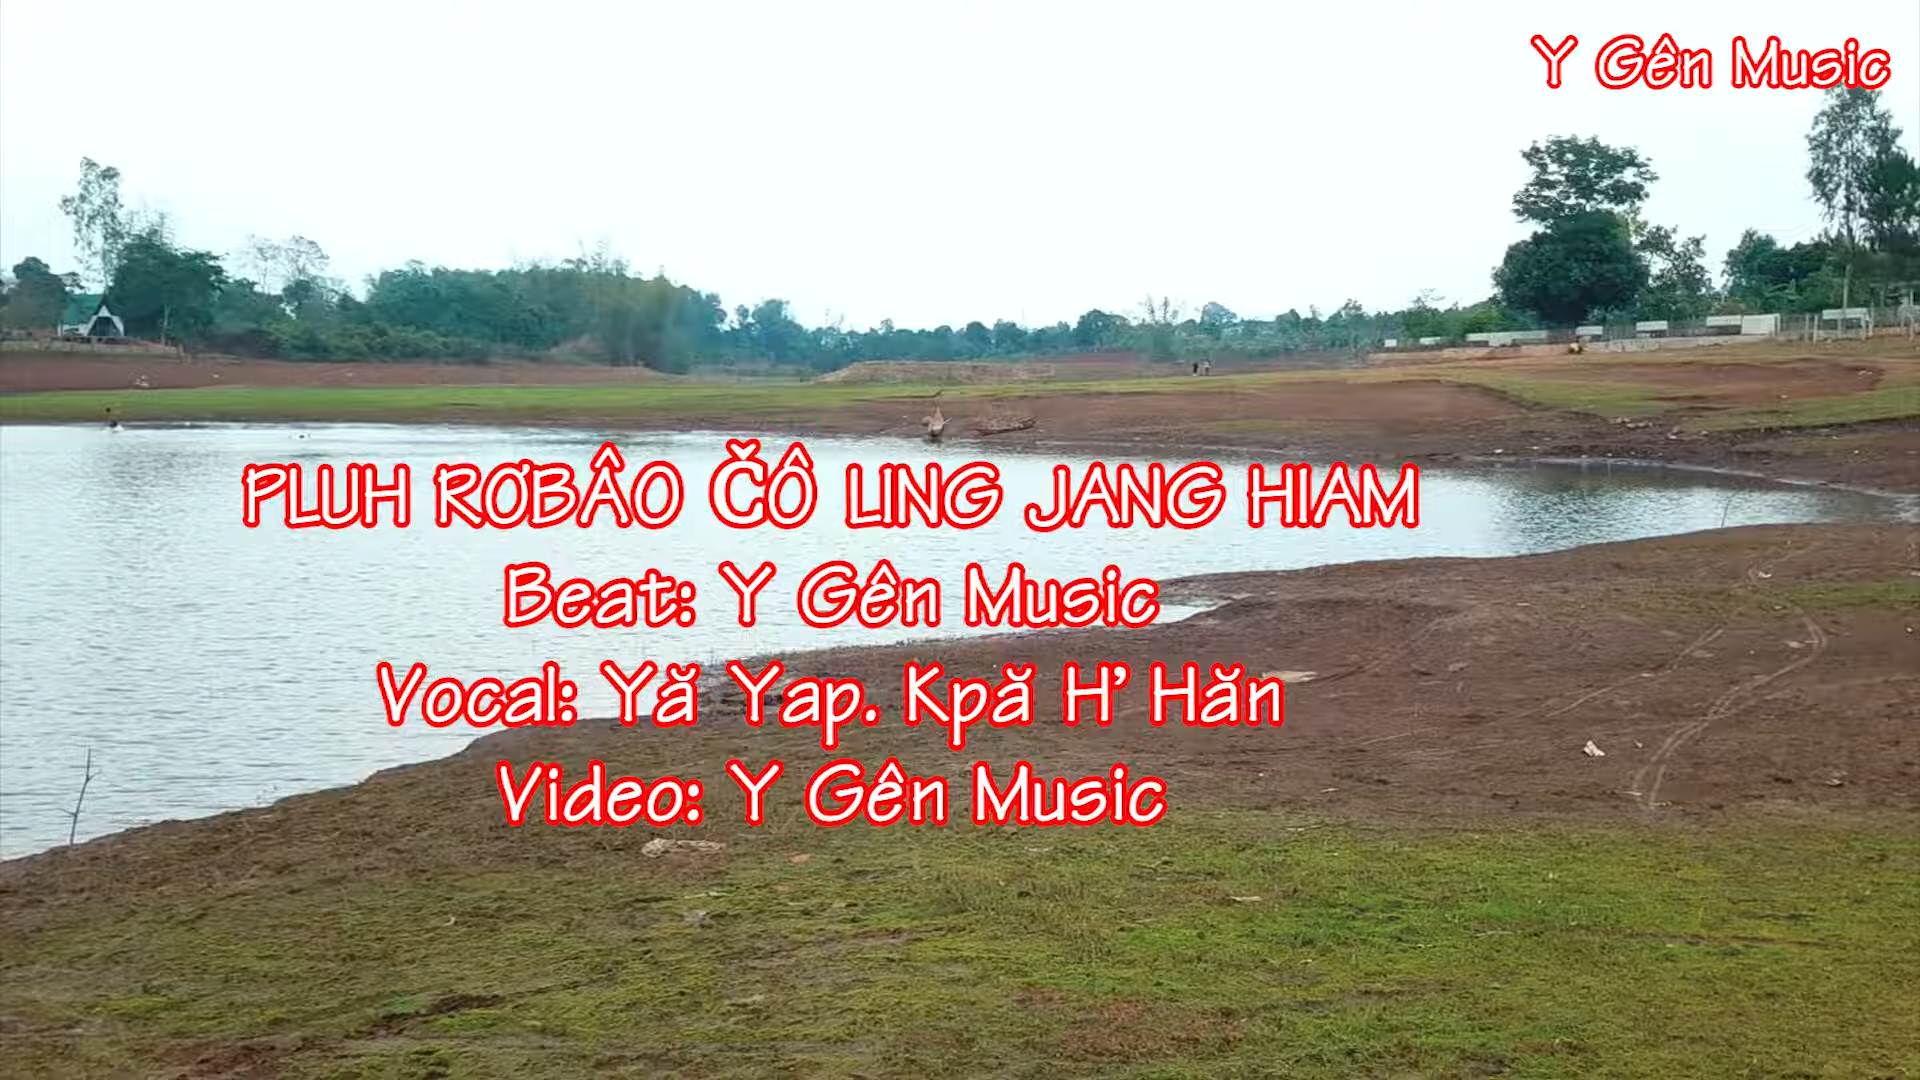 Y Gên Music
PLUH RƠBÂO ČÔ LING JANG HIAM
Beat: Y Gên Music
Vocal: Yă Yap. Kpă H' Hăn
Video: Y Gên Music